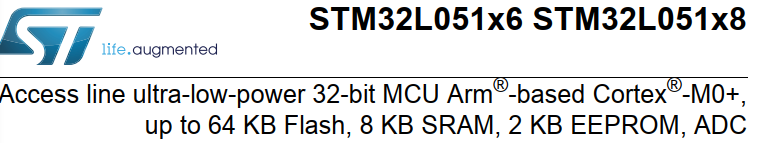 STM32L051x6 STM32L051x8
life.augmented
Access line ultra-low-power 32-bit MCU Arm®-based Cortex®-M0+,
up to 64 KB Flash, 8 KB SRAM, 2 KB EEPROM, ADC